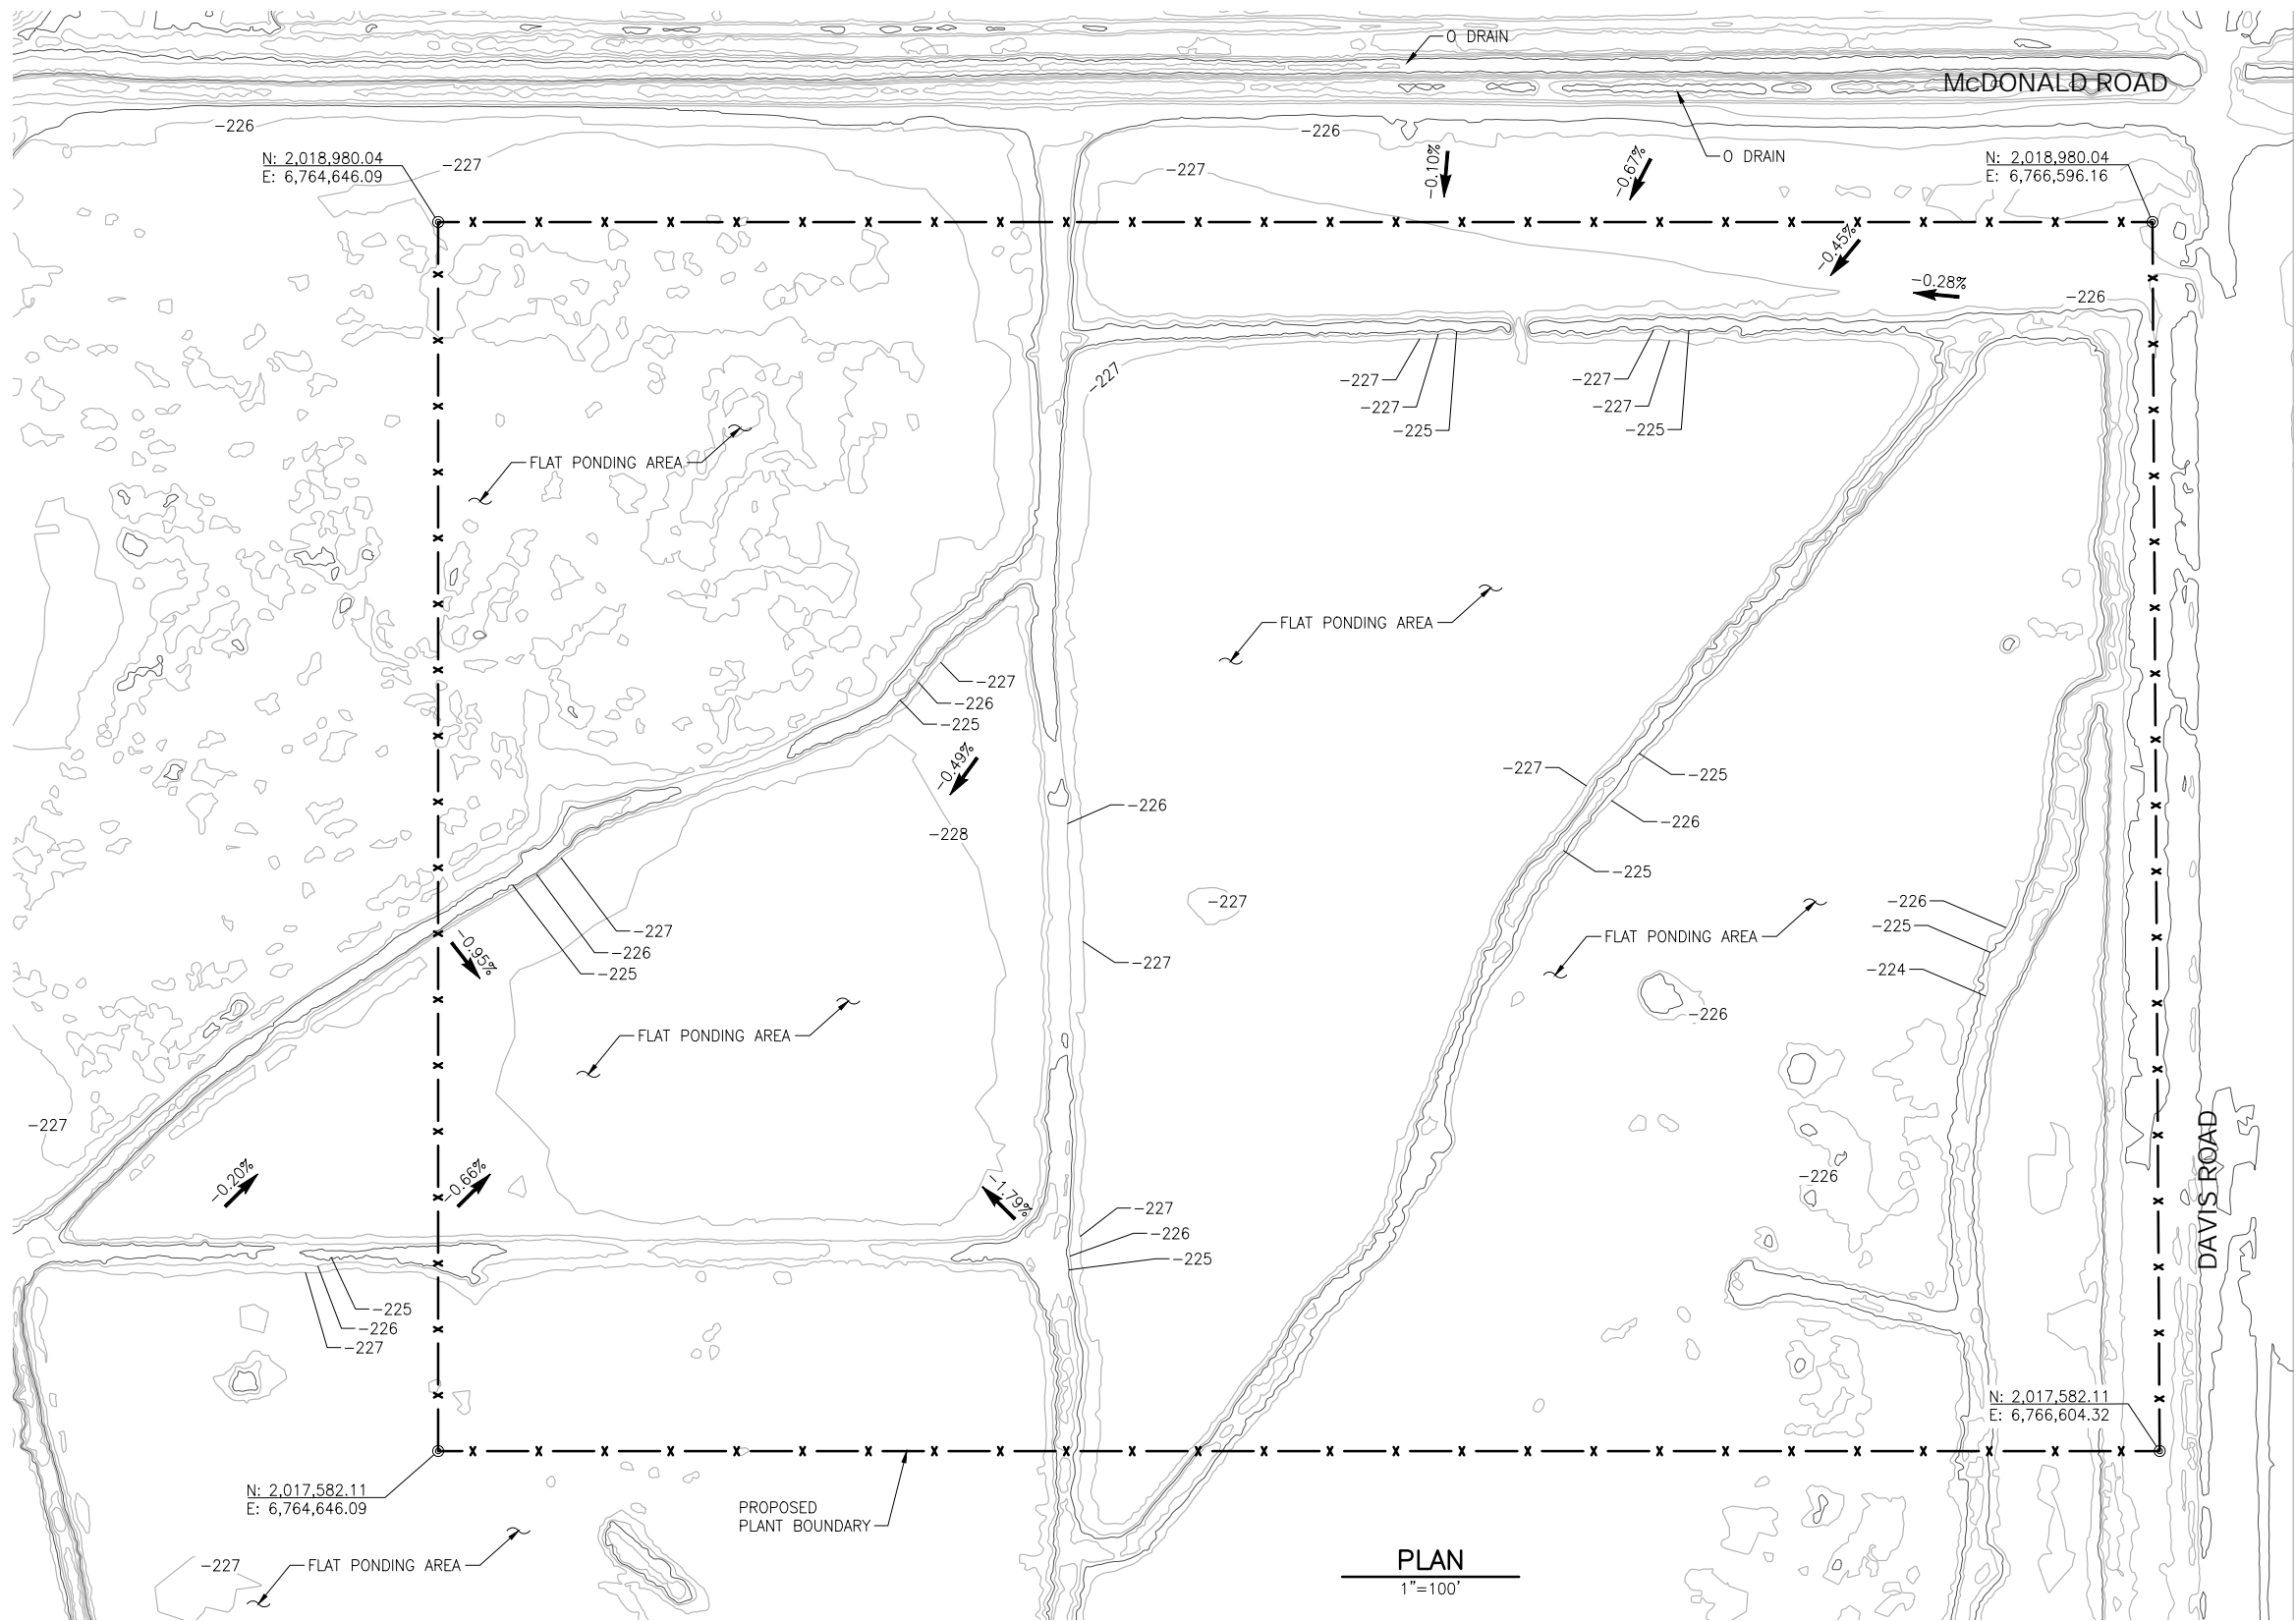 O DRAIN
McDONALD ROAD
-226
-226
-227
-227
N: 2,018,980.04
E: 6,764,646.09
-0.10%
-0.67%
O DRAIN
N: 2,018,980.04
E: 6,766,596.16
-0.45%
-0.28%
-226
-227
-227
-227
-225
-227
-227
-225
FLAT PONDING AREA
FLAT PONDING AREA
-227
-226
-225
-0.49%
-228
-226
-227
-225
-226
-225
-227
-227
-226
-225
-0.95%
-227
FLAT PONDING AREA
-226
-225
-224
-226
FLAT PONDING AREA
-227
-0.20%
-0.66%
-1.79%
-226
DAVIS ROAD
-227
-226
-225
-225
-226
-227
N: 2,017,582.11
E: 6,766,604.32
N: 2,017,582.11
E: 6,764,646.09
PROPOSED
PLANT BOUNDARY
-227
FLAT PONDING AREA
PLAN
1"=100'